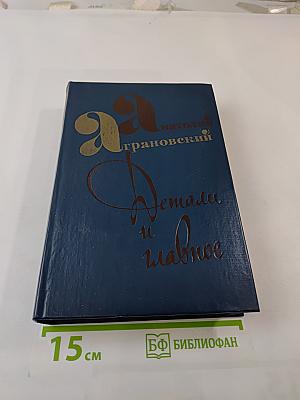 Анатолий
Аграновский
Детали
и
главное
15 см
БФ БИБЛИОФАН